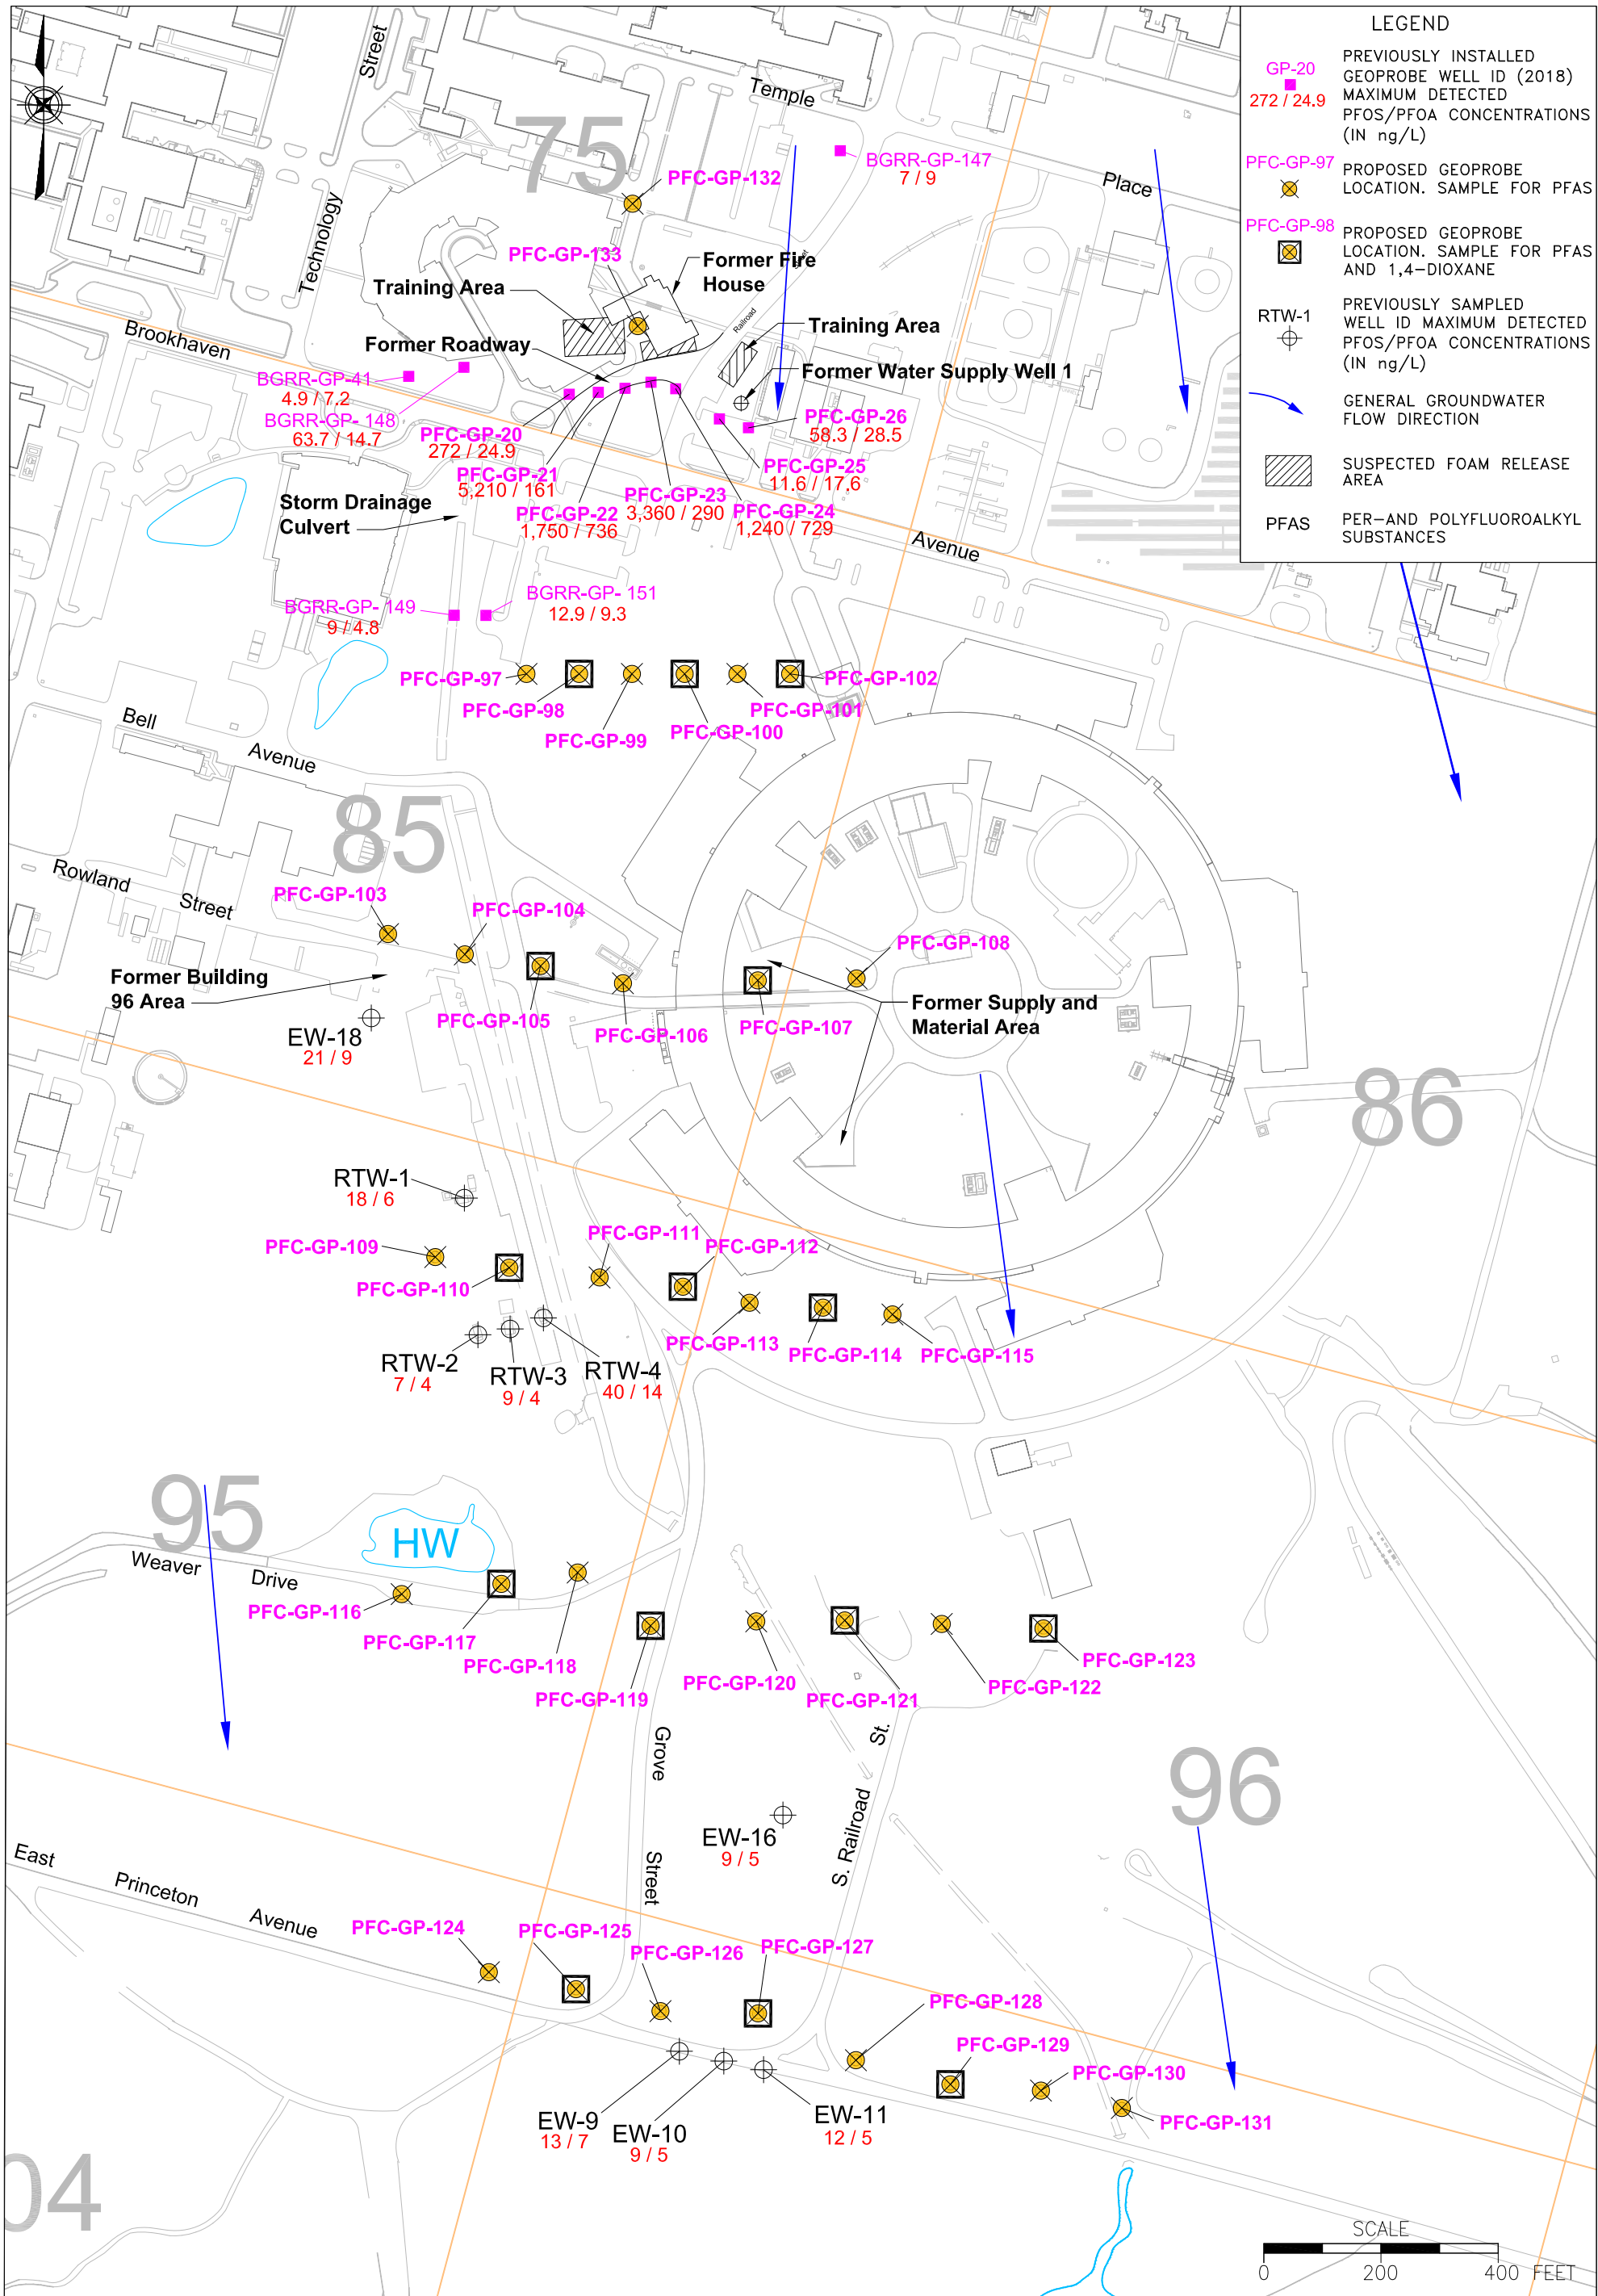 LEGEND
GP-20
272 / 24.9
PREVIOUSLY INSTALLED
GEOPROBE WELL ID (2018)
MAXIMUM DETECTED
PFOS/PFOA CONCENTRATIONS
(IN ng/L)
PFC-GP-97
PROPOSED GEOPROBE
LOCATION. SAMPLE FOR PFAS
PFC-GP-98
PROPOSED GEOPROBE
LOCATION. SAMPLE FOR PFAS
AND 1,4-DIOXANE
RTW-1
PREVIOUSLY SAMPLED
WELL ID MAXIMUM DETECTED
PFOS/PFOA CONCENTRATIONS
(IN ng/L)
GENERAL GROUNDWATER
FLOW DIRECTION
SUSPECTED FOAM RELEASE
AREA
PFAS
PER-AND POLYFLUOROALKYL
SUBSTANCES
Street
Technology
Temple
Place
75
BGRR-GP-147
7 / 9
PFC-GP-132
PFC-GP-133
Former Fire
House
Training Area
Railroad
Street
Training Area
Former Roadway
Former Water Supply Well 1
Brookhaven
BGRR-GP-41
4.9 / 7.2
BGRR-GP- 148
63.7 / 14.7
PFC-GP-20
272 / 24.9
PFC-GP-26
58.3 / 28.5
PFC-GP-21
5,210 / 161
PFC-GP-25
11.6 / 17.6
PFC-GP-22
1,750 / 736
PFC-GP-23
3,360 / 290
PFC-GP-24
1,240 / 729
Storm Drainage
Culvert
Avenue
BGRR-GP- 149
9 / 4.8
BGRR-GP- 151
12.9 / 9.3
PFC-GP-97
PFC-GP-98
PFC-GP-99
PFC-GP-100
PFC-GP-101
PFC-GP-102
Bell
Avenue
85
Rowland
Street
PFC-GP-103
PFC-GP-104
PFC-GP-105
PFC-GP-106
PFC-GP-107
PFC-GP-108
Former Building
96 Area
Former Supply and
Material Area
EW-18
21 / 9
86
RTW-1
18 / 6
PFC-GP-109
PFC-GP-110
PFC-GP-111
PFC-GP-112
PFC-GP-113
PFC-GP-114
PFC-GP-115
RTW-2
7 / 4
RTW-3
9 / 4
RTW-4
40 / 14
95
HW
Weaver
Drive
PFC-GP-116
PFC-GP-117
PFC-GP-118
PFC-GP-119
PFC-GP-120
PFC-GP-121
PFC-GP-122
PFC-GP-123
Grove
Street
S. Railroad
St.
96
EW-16
9 / 5
East
Princeton
Avenue
PFC-GP-124
PFC-GP-125
PFC-GP-126
PFC-GP-127
PFC-GP-128
PFC-GP-129
PFC-GP-130
PFC-GP-131
EW-9
13 / 7
EW-10
9 / 5
EW-11
12 / 5
04
SCALE
0 200 400 FEET